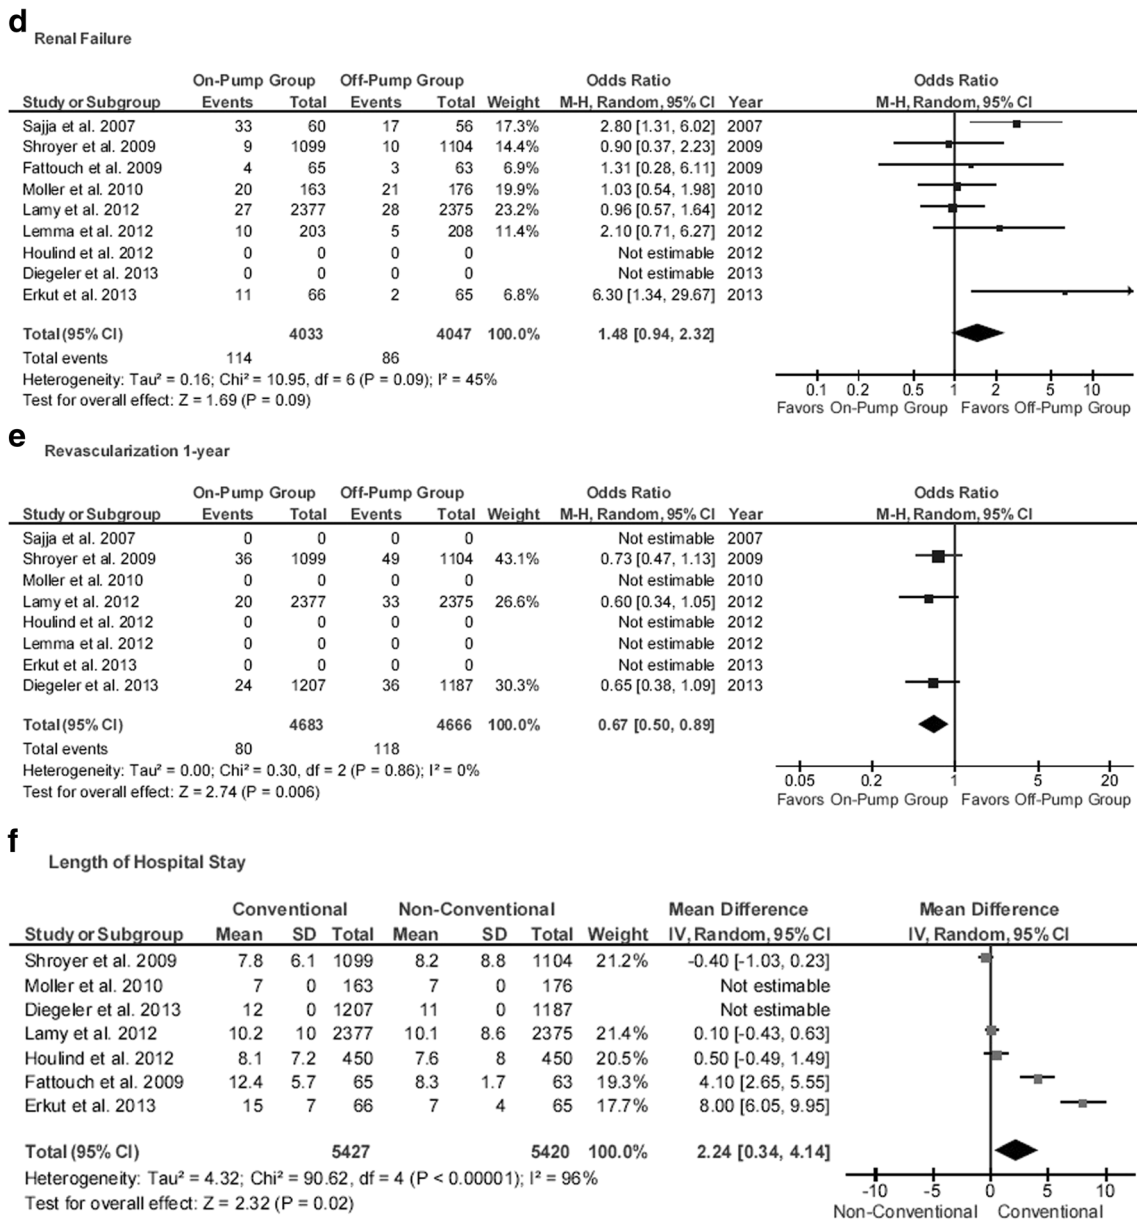 d
Renal Failure
On-Pump Group Off-Pump Group Odds Ratio Odds Ratio
Study or Subgroup Events Total Events Total Weight M-H, Random, 95% CI Year M-H, Random, 95% CI
Sajja et al. 2007 33 60 17 56 17.3% 2.80 [1.31, 6.02] 2007
Shroyer et al. 2009 9 1099 10 1104 14.4% 0.90 [0.37, 2.23] 2009
Fattouch et al. 2009 4 65 3 63 6.9% 1.31 [0.28, 6.11] 2009
Moller et al. 2010 20 163 21 176 19.9% 1.03 [0.54, 1.98] 2010
Lamy et al. 2012 27 2377 28 2375 23.2% 0.96 [0.57, 1.64] 2012
Lemma et al. 2012 10 203 5 208 11.4% 2.10 [0.71, 6.27] 2012
Houlind et al. 2012 0 0 0 0 Not estimable 2012
Diegeler et al. 2013 0 0 0 0 Not estimable 2013
Erkut et al. 2013 11 66 2 65 6.8% 6.30 [1.34, 29.67] 2013
Total (95% CI) 4033 4047 100.0% 1.48 [0.94, 2.32]
Total events 114 86
Heterogeneity: Tau² = 0.16; Chi² = 10.95, df = 6 (P = 0.09); I² = 45%
Test for overall effect: Z = 1.69 (P = 0.09)
0.1 0.2 0.5 1 2 5 10
Favors On-Pump Group Favors Off-Pump Group
e
Revascularization 1-year
On-Pump Group Off-Pump Group Odds Ratio Odds Ratio
Study or Subgroup Events Total Events Total Weight M-H, Random, 95% CI Year M-H, Random, 95% CI
Sajja et al. 2007 0 0 0 0 Not estimable 2007
Shroyer et al. 2009 36 1099 49 1104 43.1% 0.73 [0.47, 1.13] 2009
Moller et al. 2010 0 0 0 0 Not estimable 2010
Lamy et al. 2012 20 2377 33 2375 26.6% 0.60 [0.34, 1.05] 2012
Houlind et al. 2012 0 0 0 0 Not estimable 2012
Lemma et al. 2012 0 0 0 0 Not estimable 2012
Erkut et al. 2013 0 0 0 0 Not estimable 2013
Diegeler et al. 2013 24 1207 36 1187 30.3% 0.65 [0.38, 1.09] 2013
Total (95% CI) 4683 4666 100.0% 0.67 [0.50, 0.89]
Total events 80 118
Heterogeneity: Tau² = 0.00; Chi² = 0.30, df = 2 (P = 0.86); I² = 0%
Test for overall effect: Z = 2.74 (P = 0.006)
0.05 0.2 1 5 20
Favors On-Pump Group Favors Off-Pump Group
f
Length of Hospital Stay
Conventional Non-Conventional Mean Difference Mean Difference
Study or Subgroup Mean SD Total Mean SD Total Weight IV, Random, 95% CI IV, Random, 95% CI
Shroyer et al. 2009 7.8 6.1 1099 8.2 8.8 1104 21.2% -0.40 [-1.03, 0.23]
Moller et al. 2010 7 0 163 7 0 176 Not estimable
Diegeler et al. 2013 12 0 1207 11 0 1187 Not estimable
Lamy et al. 2012 10.2 10 2377 10.1 8.6 2375 21.4% 0.10 [-0.43, 0.63]
Houlind et al. 2012 8.1 7.2 450 7.6 8 450 20.5% 0.50 [-0.49, 1.49]
Fattouch et al. 2009 12.4 5.7 65 8.3 1.7 63 19.3% 4.10 [2.65, 5.55]
Erkut et al. 2013 15 7 66 7 4 65 17.7% 8.00 [6.05, 9.95]
Total (95% CI) 5427 5420 100.0% 2.24 [0.34, 4.14]
Heterogeneity: Tau² = 4.32; Chi² = 90.62, df = 4 (P < 0.00001); I² = 96%
Test for overall effect: Z = 2.32 (P = 0.02)
-10 -5 0 5 10
Non-Conventional Conventional